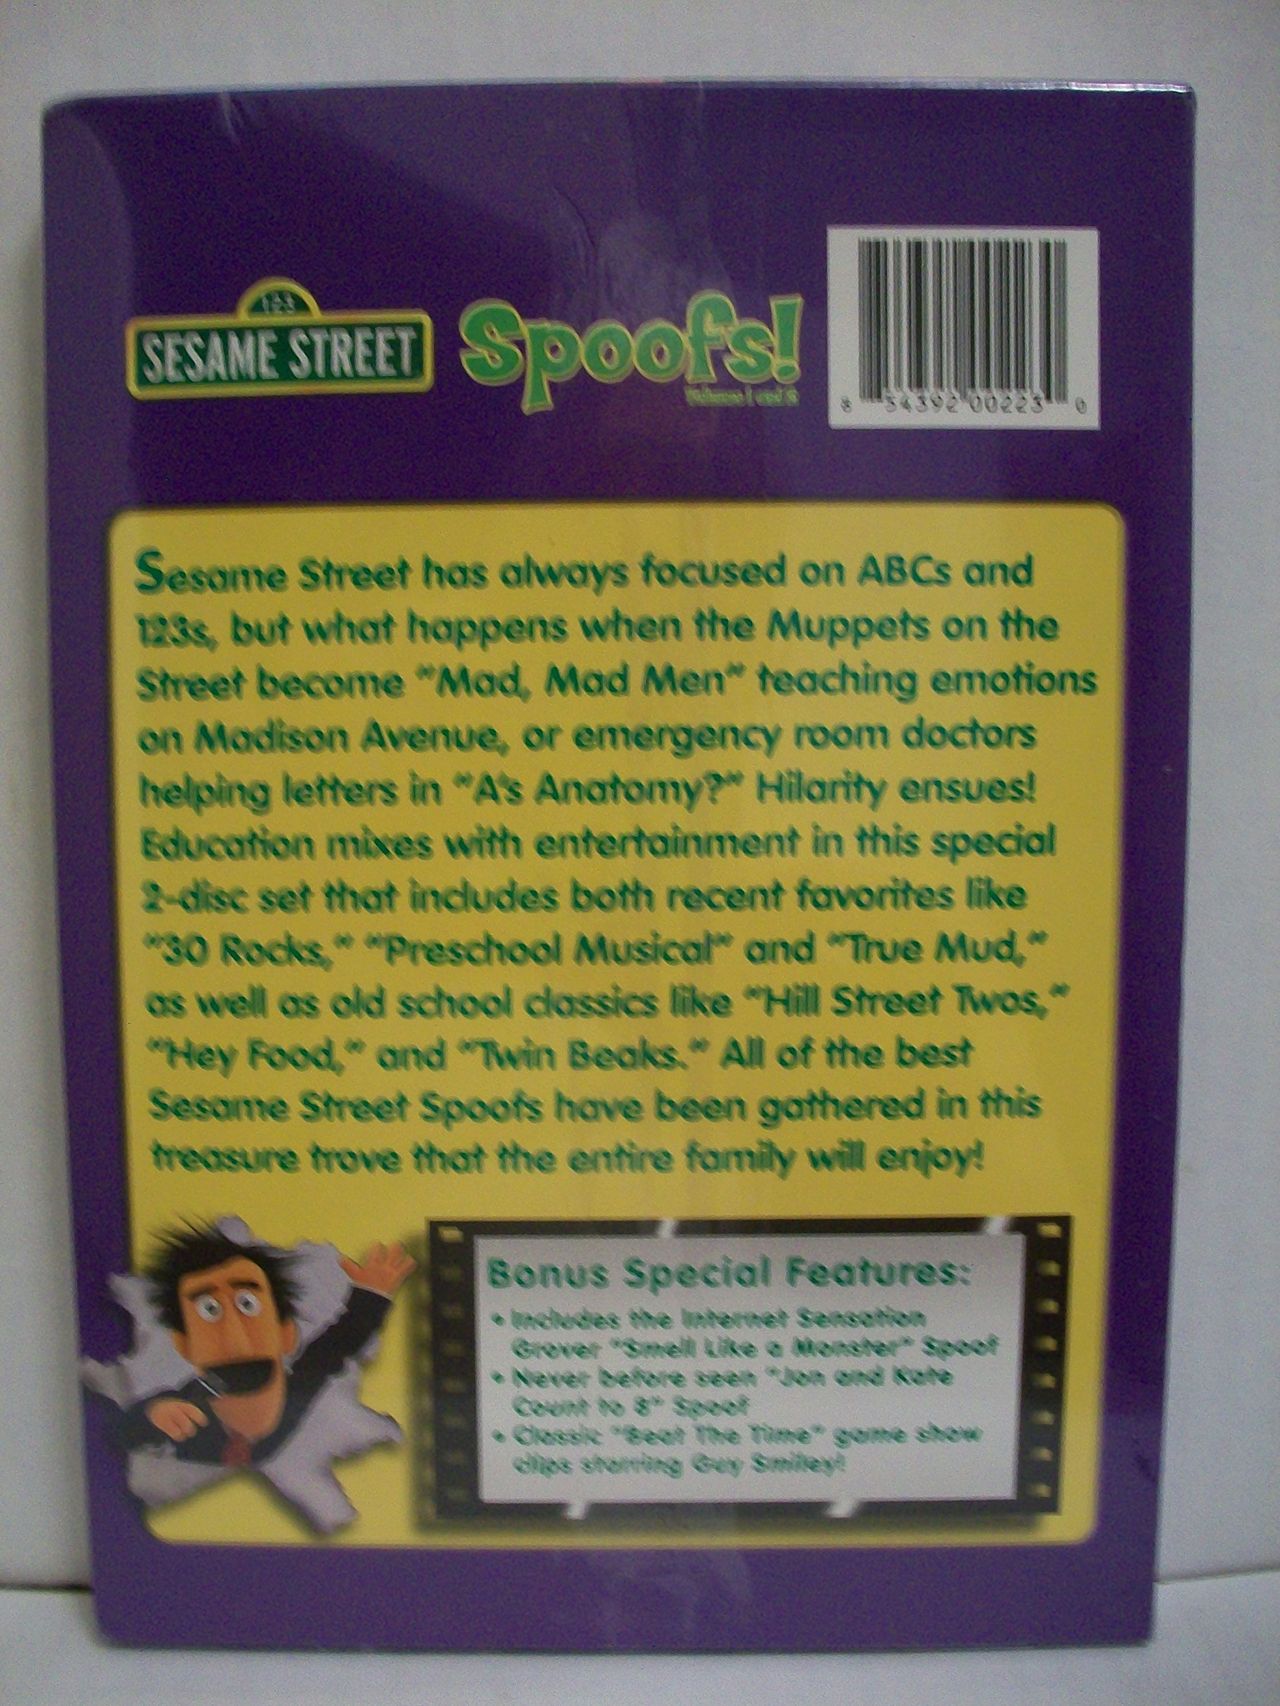 123
SESAME STREET
Spoofs!
Volume 1 and 2
8 54392 00223 0
Sesame Street has always focused on ABCs and
123s, but what happens when the Muppets on the
Street become "Mad, Mad Men" teaching emotions
on Madison Avenue, or emergency room doctors
helping letters in "A's Anatomy?" Hilarity ensues!
Education mixes with entertainment in this special
2-disc set that includes both recent favorites like
"30 Rocks," "Preschool Musical" and "True Mud,"
as well as old school classics like "Hill Street Twos,"
"Hey Food," and "Twin Beaks." All of the best
Sesame Street Spoofs have been gathered in this
treasure trove that the entire family will enjoy!
Bonus Special Features:
• Includes the Internet Sensation
Grover "Smell Like a Monster" Spoof
• Never before seen "Jon and Kate
Count to 8" Spoof
• Classic "Beat The Time" game show
clips starring Guy Smiley!